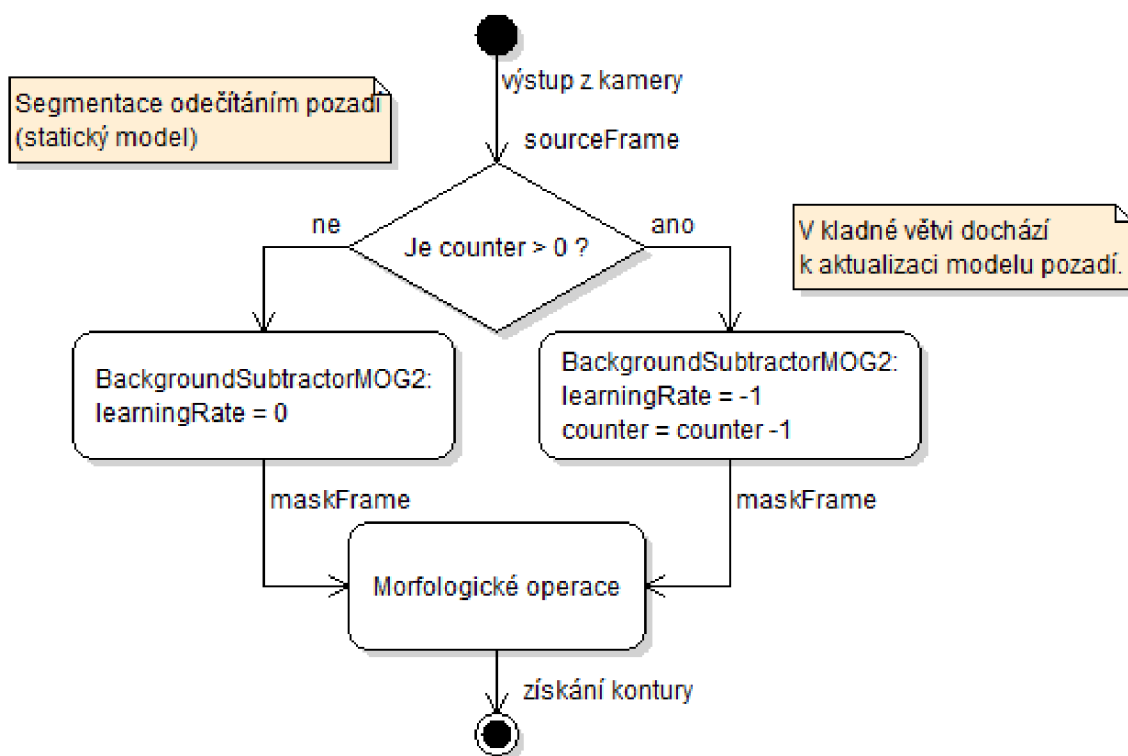 výstup z kamery
Segmentace odečítáním pozadí
(statický model)
sourceFrame
ne
ano
Je counter > 0 ?
V kladné větvi dochází
k aktualizaci modelu pozadí.
BackgroundSubtractorMOG2:
learningRate = 0
BackgroundSubtractorMOG2:
learningRate = -1
counter = counter -1
maskFrame
maskFrame
Morfologické operace
získání kontury